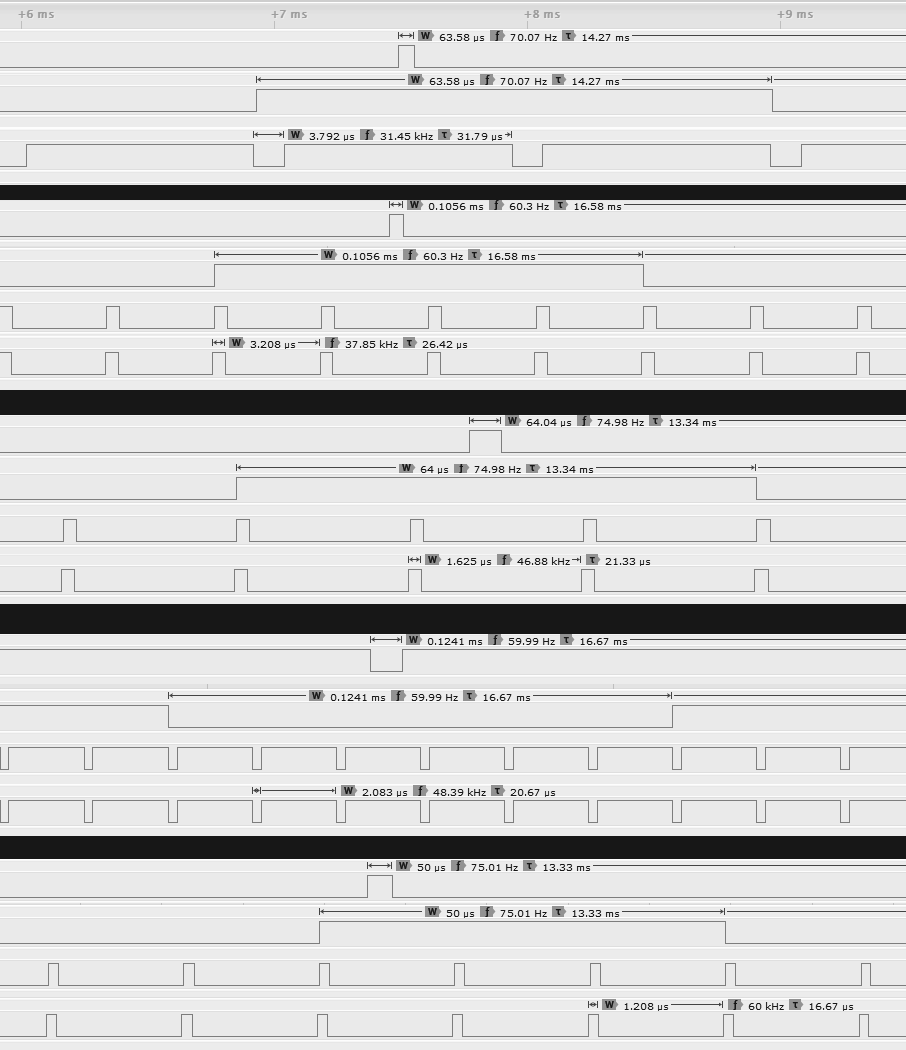 +6 ms +7 ms +8 ms +9 ms
W 63.58 µs f 70.07 Hz τ 14.27 ms
W 63.58 µs f 70.07 Hz τ 14.27 ms
W 3.792 µs f 31.45 kHz τ 31.79 µs
W 0.1056 ms f 60.3 Hz τ 16.58 ms
W 0.1056 ms f 60.3 Hz τ 16.58 ms
W 3.208 µs f 37.85 kHz τ 26.42 µs
W 64.04 µs f 74.98 Hz τ 13.34 ms
W 64 µs f 74.98 Hz τ 13.34 ms
W 1.625 µs f 46.88 kHz τ 21.33 µs
W 0.1241 ms f 59.99 Hz τ 16.67 ms
W 0.1241 ms f 59.99 Hz τ 16.67 ms
W 2.083 µs f 48.39 kHz τ 20.67 µs
W 50 µs f 75.01 Hz τ 13.33 ms
W 50 µs f 75.01 Hz τ 13.33 ms
W 1.208 µs f 60 kHz τ 16.67 µs